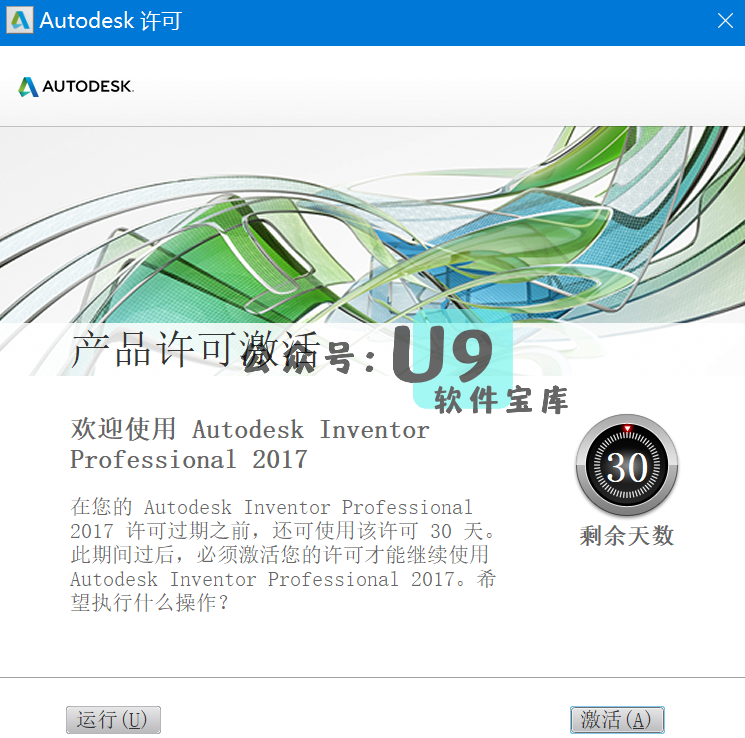 Autodesk 许可
AUTODESK.
产品许可激活
公众号：U9
软件宝库
欢迎使用 Autodesk Inventor
Professional 2017
30
剩余天数
在您的 Autodesk Inventor Professional
2017 许可过期之前，还可使用该许可 30 天。
此期间过后，必须激活您的许可才能继续使用
Autodesk Inventor Professional 2017。希
望执行什么操作？
运行(U)
激活(A)